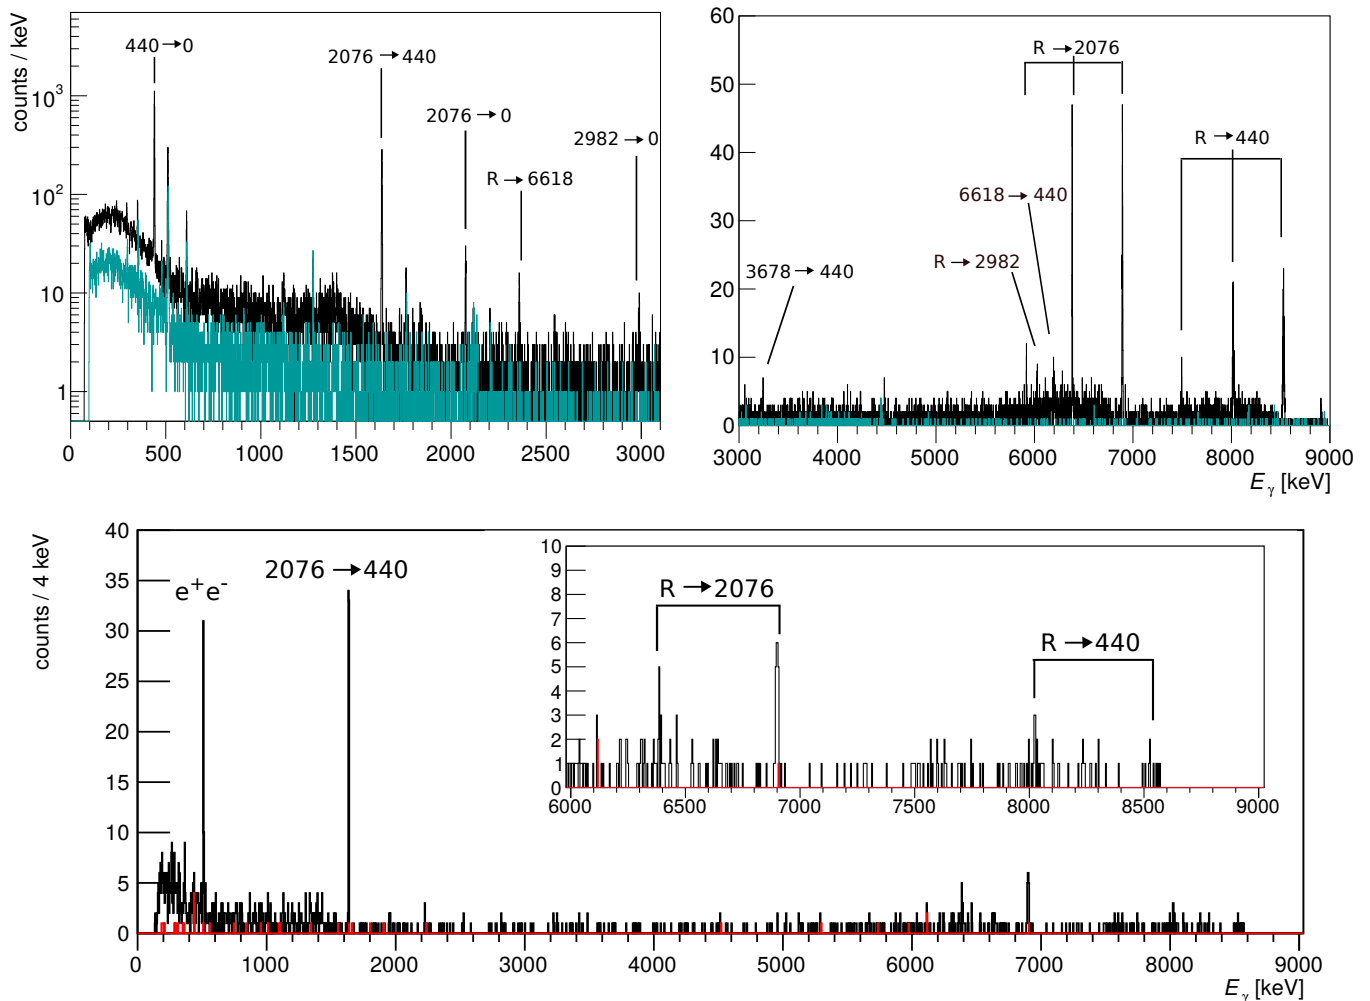 counts / keV
10³
10²
10
1
440→0
2076→440
2076→0
R→6618
2982→0
0 500 1000 1500 2000 2500 3000
60
50
40
30
20
10
0
R→2076
R→440
6618→440
R→2982
3678→440
3000 4000 5000 6000 7000 8000 9000
Eγ [keV]
counts / 4 keV
40
35
30
25
20
15
10
5
0
e⁺e⁻
2076→440
10
9
8
7
6
5
4
3
2
1
0
R→2076
R→440
6000 6500 7000 7500 8000 8500 9000
0 1000 2000 3000 4000 5000 6000 7000 8000 9000
Eγ [keV]